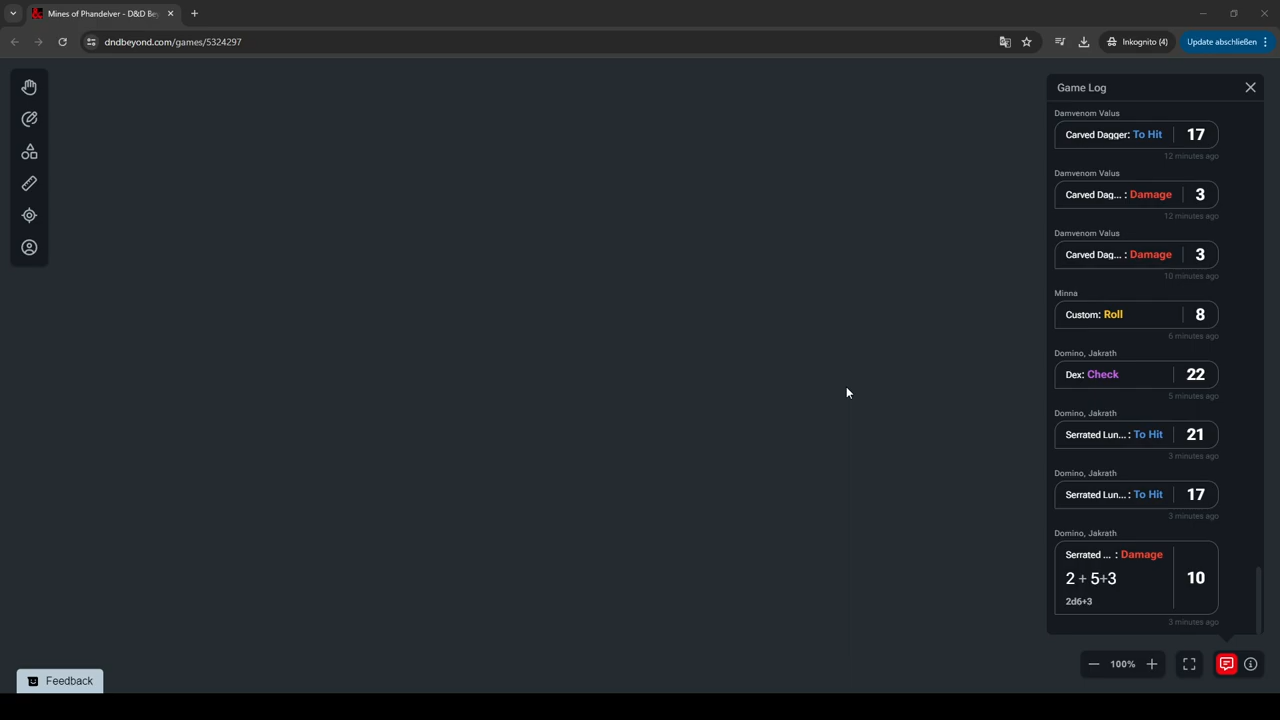 Mines of Phandelver - D&D Be
dndbeyond.com/games/5324297
Inkognito (4)
Update abschließen
Game Log
Damvenom Valus
Carved Dagger: To Hit
17
12 minutes ago
Damvenom Valus
Carved Dag... : Damage
3
12 minutes ago
Damvenom Valus
Carved Dag... : Damage
3
10 minutes ago
Minna
Custom: Roll
8
6 minutes ago
Domino, Jakrath
Dex: Check
22
5 minutes ago
Domino, Jakrath
Serrated Lun... : To Hit
21
3 minutes ago
Domino, Jakrath
Serrated Lun... : To Hit
17
3 minutes ago
Domino, Jakrath
Serrated ... : Damage
2 + 5+3
10
2d6+3
3 minutes ago
100%
Feedback